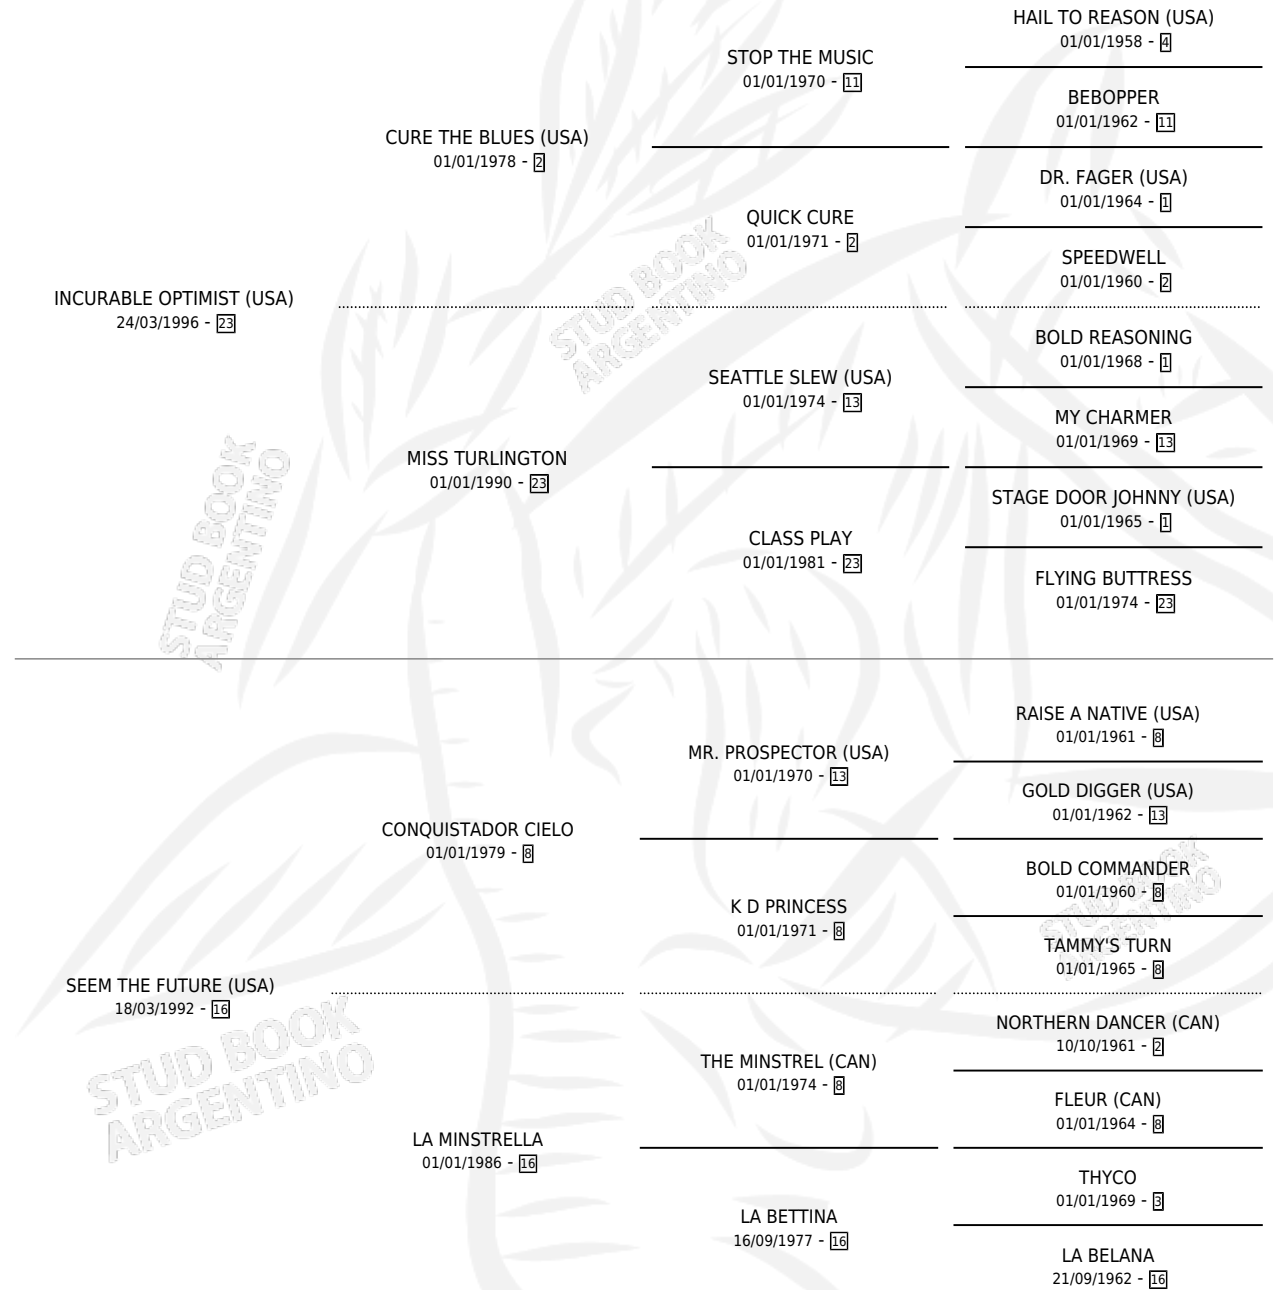 HAIL TO REASON (USA)
01/01/1958 - 4
STOP THE MUSIC
01/01/1970 - 11
BEBOPPER
01/01/1962 - 11
CURE THE BLUES (USA)
01/01/1978 - 2
DR. FAGER (USA)
01/01/1964 - 1
QUICK CURE
01/01/1971 - 2
SPEEDWELL
01/01/1960 - 2
INCURABLE OPTIMIST (USA)
24/03/1996 - 23
BOLD REASONING
01/01/1968 - 1
SEATTLE SLEW (USA)
01/01/1974 - 13
MY CHARMER
01/01/1969 - 13
MISS TURLINGTON
01/01/1990 - 23
STAGE DOOR JOHNNY (USA)
01/01/1965 - 1
CLASS PLAY
01/01/1981 - 23
FLYING BUTTRESS
01/01/1974 - 23
STUD BOOK
ARGENTINO
STUD BOOK
ARGENTINO
RAISE A NATIVE (USA)
01/01/1961 - 8
MR. PROSPECTOR (USA)
01/01/1970 - 13
GOLD DIGGER (USA)
01/01/1962 - 13
CONQUISTADOR CIELO
01/01/1979 - 8
BOLD COMMANDER
01/01/1960 - 8
K D PRINCESS
01/01/1971 - 8
TAMMY'S TURN
01/01/1965 - 8
STUD BOOK
ARGENTINO
SEEM THE FUTURE (USA)
18/03/1992 - 16
NORTHERN DANCER (CAN)
10/10/1961 - 2
THE MINSTREL (CAN)
01/01/1974 - 8
FLEUR (CAN)
01/01/1964 - 8
STUD BOOK
ARGENTINO
LA MINSTRELLA
01/01/1986 - 16
THYCO
01/01/1969 - 3
LA BETTINA
16/09/1977 - 16
LA BELANA
21/09/1962 - 16